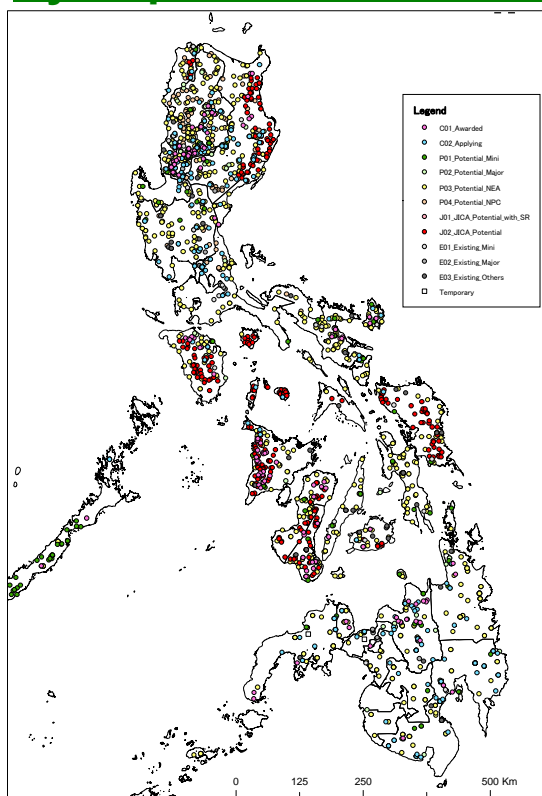 Legend
C01_Awarded
C02_Applying
P01_Potential_Mini
P02_Potential_Major
P03_Potential_NEA
P04_Potential_NPC
J01_JICA_Potential_with_SR
J02_JICA_Potential
E01_Existing_Mini
E02_Existing_Major
E03_Existing_Others
Temporary
0 125 250 500 Km